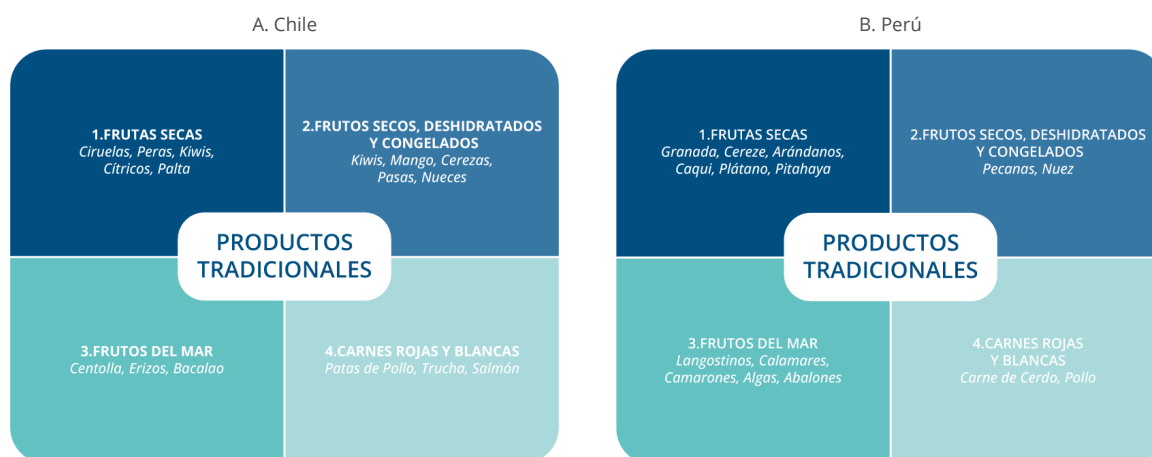 A. Chile
1.FRUTAS SECAS
Ciruelas, Peras, Kiwis,
Cítricos, Palta
2.FRUTOS SECOS, DESHIDRATADOS
Y CONGELADOS
Kiwis, Mango, Cerezas,
Pasas, Nueces
PRODUCTOS
TRADICIONALES
3.FRUTOS DEL MAR
Centolla, Erizos, Bacalao
4.CARNES ROJAS Y BLANCAS
Patas de Pollo, Trucha, Salmón
B. Perú
1.FRUTAS SECAS
Granada, Cereze, Arándanos,
Caqui, Plátano, Pitahaya
2.FRUTOS SECOS, DESHIDRATADOS
Y CONGELADOS
Pecanas, Nuez
PRODUCTOS
TRADICIONALES
3.FRUTOS DEL MAR
Langostinos, Calamares,
Camarones, Algas, Abalones
4.CARNES ROJAS
Y BLANCAS
Carne de Cerdo, Pollo